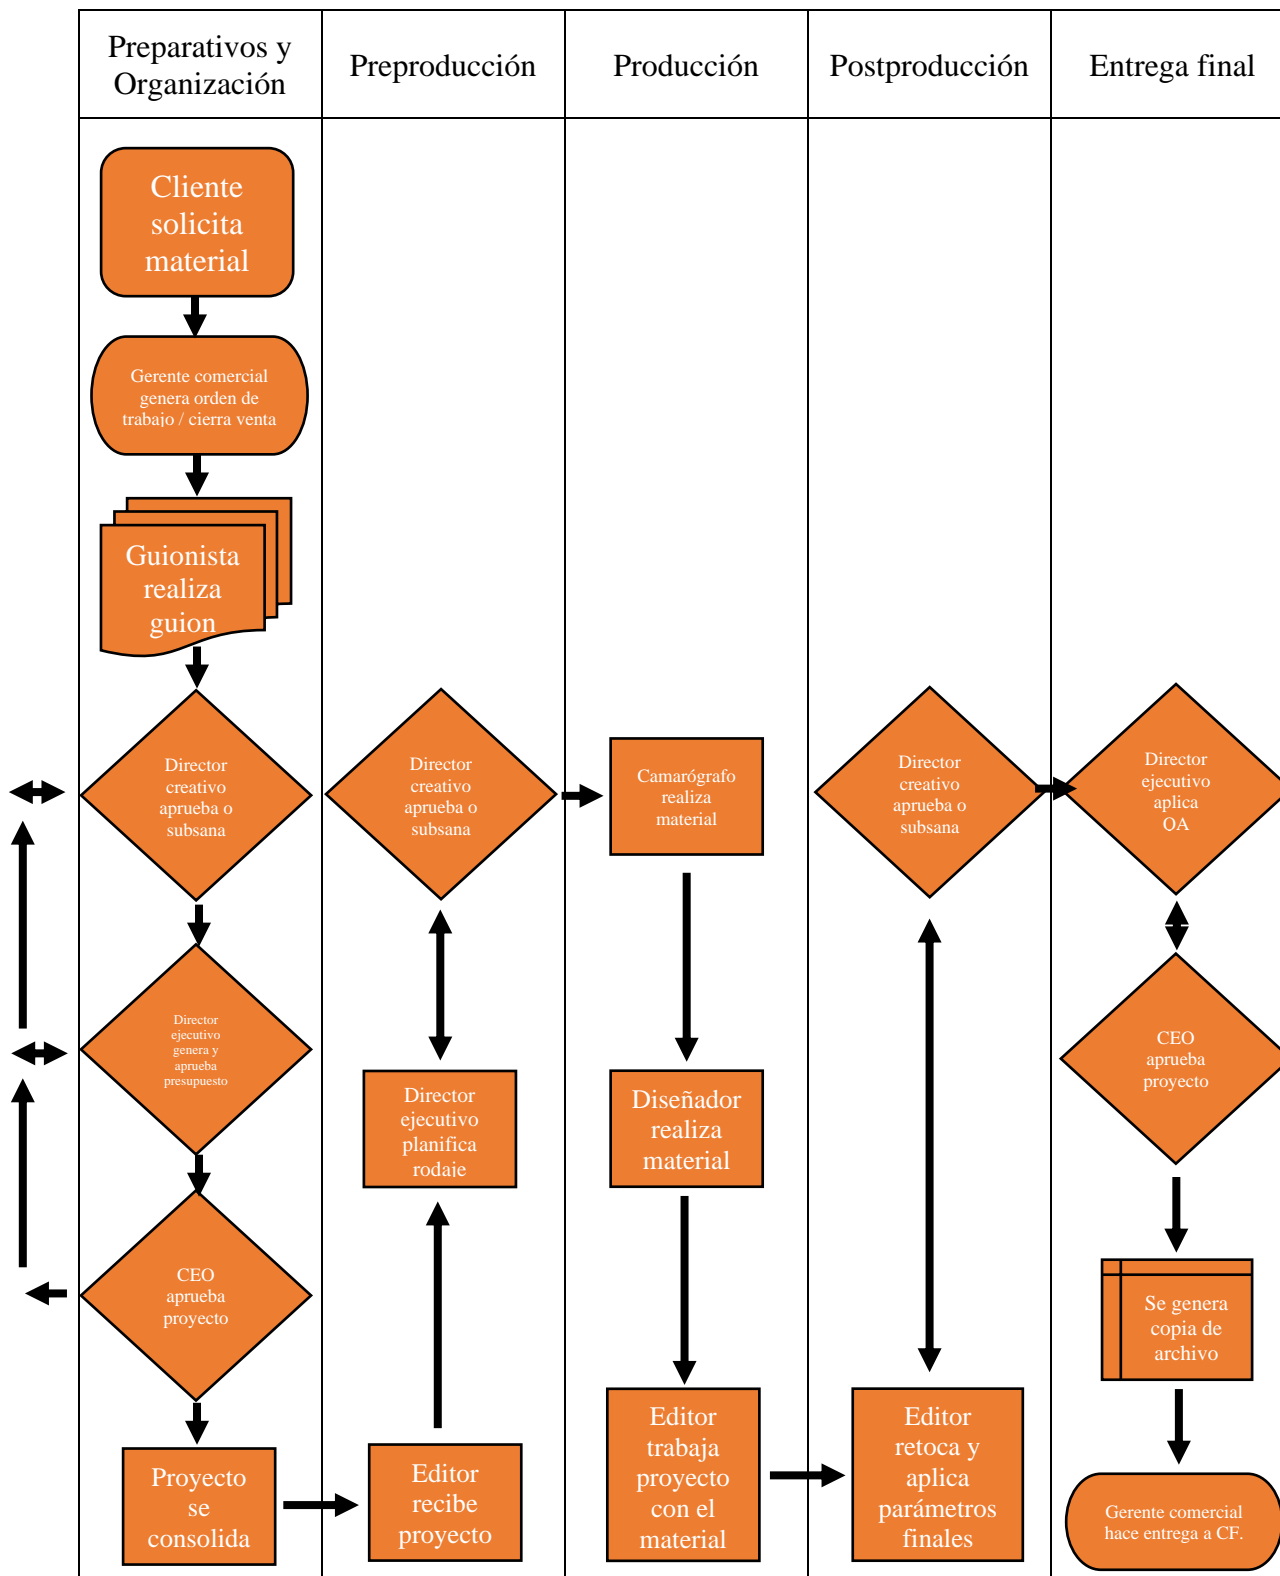 Preparativos y
Organización
Preproducción
Producción
Postproducción
Entrega final
Cliente
solicita
material
Gerente comercial
genera orden de
trabajo / cierra venta
Guionista
realiza
guion
Director
creativo
aprueba o
subsana
Director
ejecutivo
genera y
aprueba
presupuesto
CEO
aprueba
proyecto
Proyecto
se
consolida
Director
creativo
aprueba o
subsana
Director
ejecutivo
planifica
rodaje
Editor
recibe
proyecto
Camarógrafo
realiza
material
Diseñador
realiza
material
Editor
trabaja
proyecto
con el
material
Director
creativo
aprueba o
subsana
Editor
retoca y
aplica
parámetros
finales
Director
ejecutivo
aplica
OA
CEO
aprueba
proyecto
Se genera
copia de
archivo
Gerente comercial
hace entrega a CF.